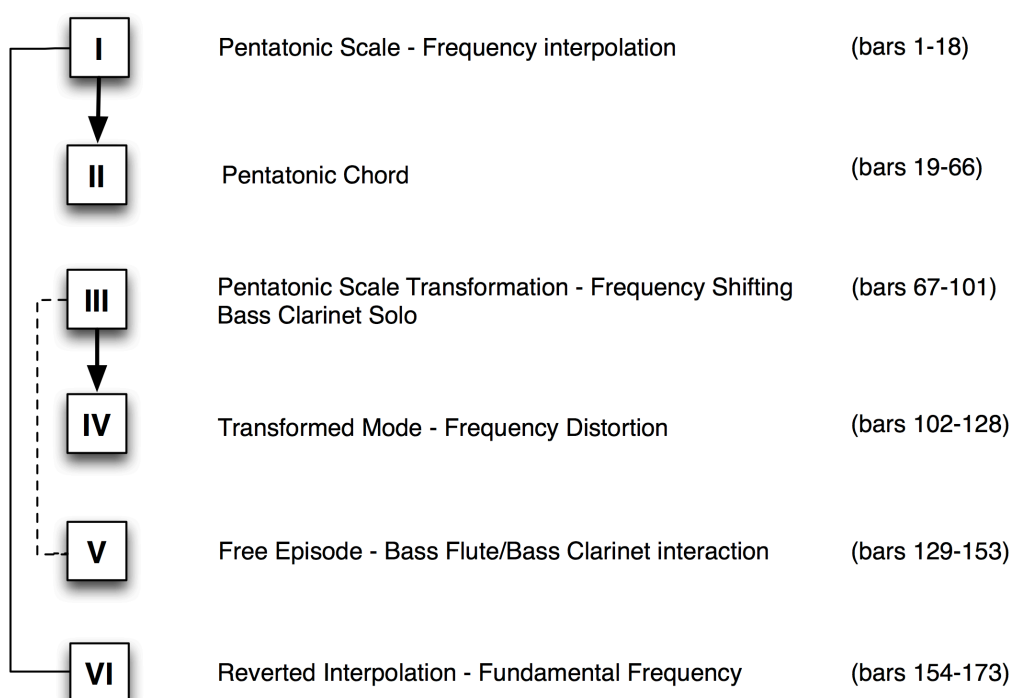 I Pentatonic Scale - Frequency interpolation (bars 1-18)
II Pentatonic Chord (bars 19-66)
III Pentatonic Scale Transformation - Frequency Shifting (bars 67-101)
Bass Clarinet Solo
IV Transformed Mode - Frequency Distortion (bars 102-128)
V Free Episode - Bass Flute/Bass Clarinet interaction (bars 129-153)
VI Reverted Interpolation - Fundamental Frequency (bars 154-173)